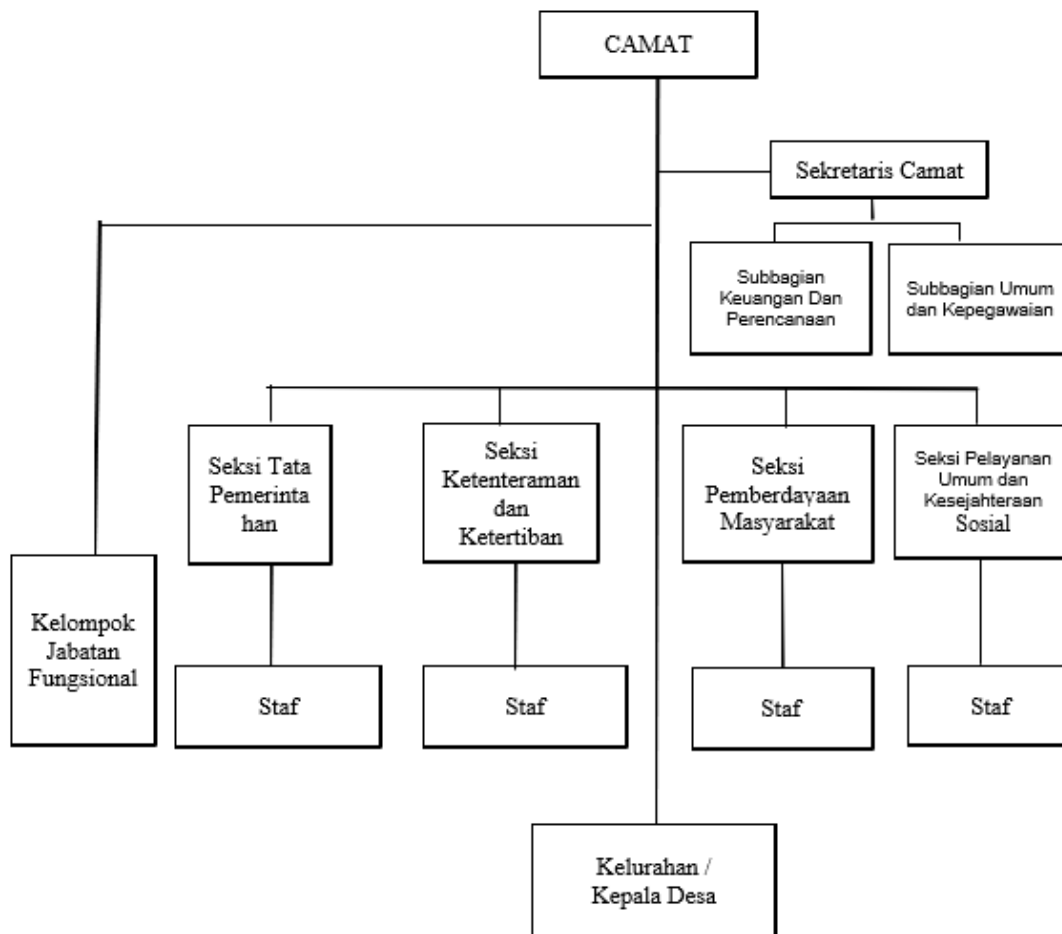 CAMAT
Sekretaris Camat
Subbagian
Keuangan Dan
Perencanaan
Subbagian Umum
dan Kepegawaian
Seksi Tata
Pemerinta
han
Seksi
Ketenteraman
dan
Ketertiban
Seksi
Pemberdayaan
Masyarakat
Seksi Pelayanan
Umum dan
Kesejahteraan
Sosial
Kelompok
Jabatan
Fungsional
Staf
Staf
Staf
Staf
Kelurahan /
Kepala Desa